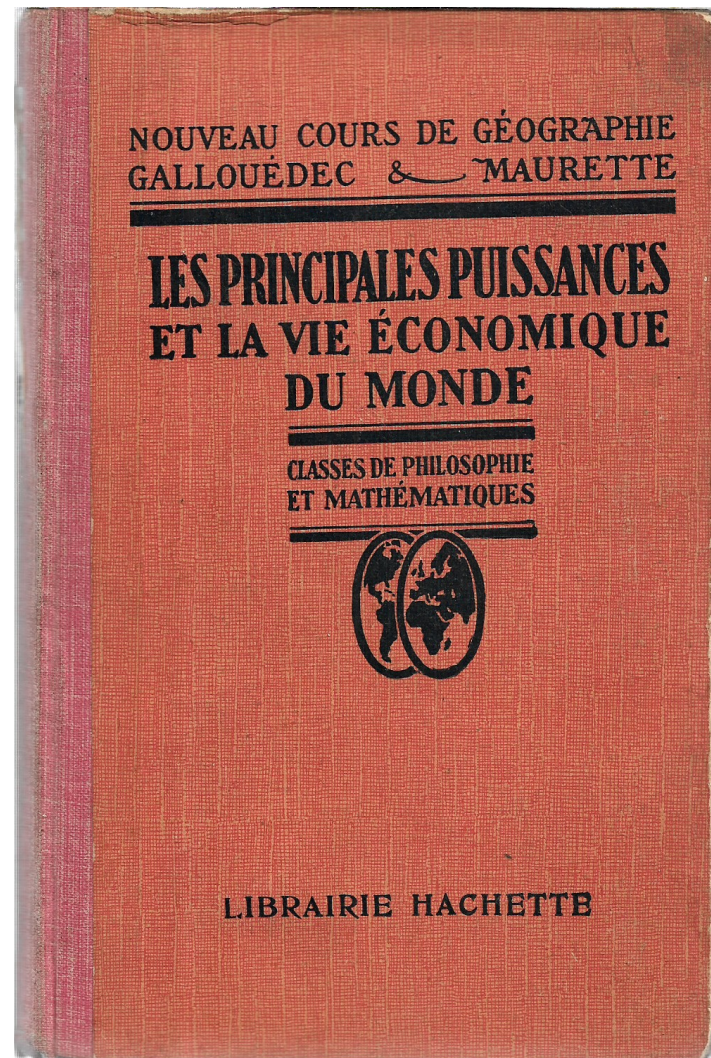 NOUVEAU COURS DE GÉOGRAPHIE
GALLOUÉDEC & MAURETTE
LES PRINCIPALES PUISSANCES
ET LA VIE ÉCONOMIQUE
DU MONDE
CLASSES DE PHILOSOPHIE
ET MATHÉMATIQUES
LIBRAIRIE HACHETTE